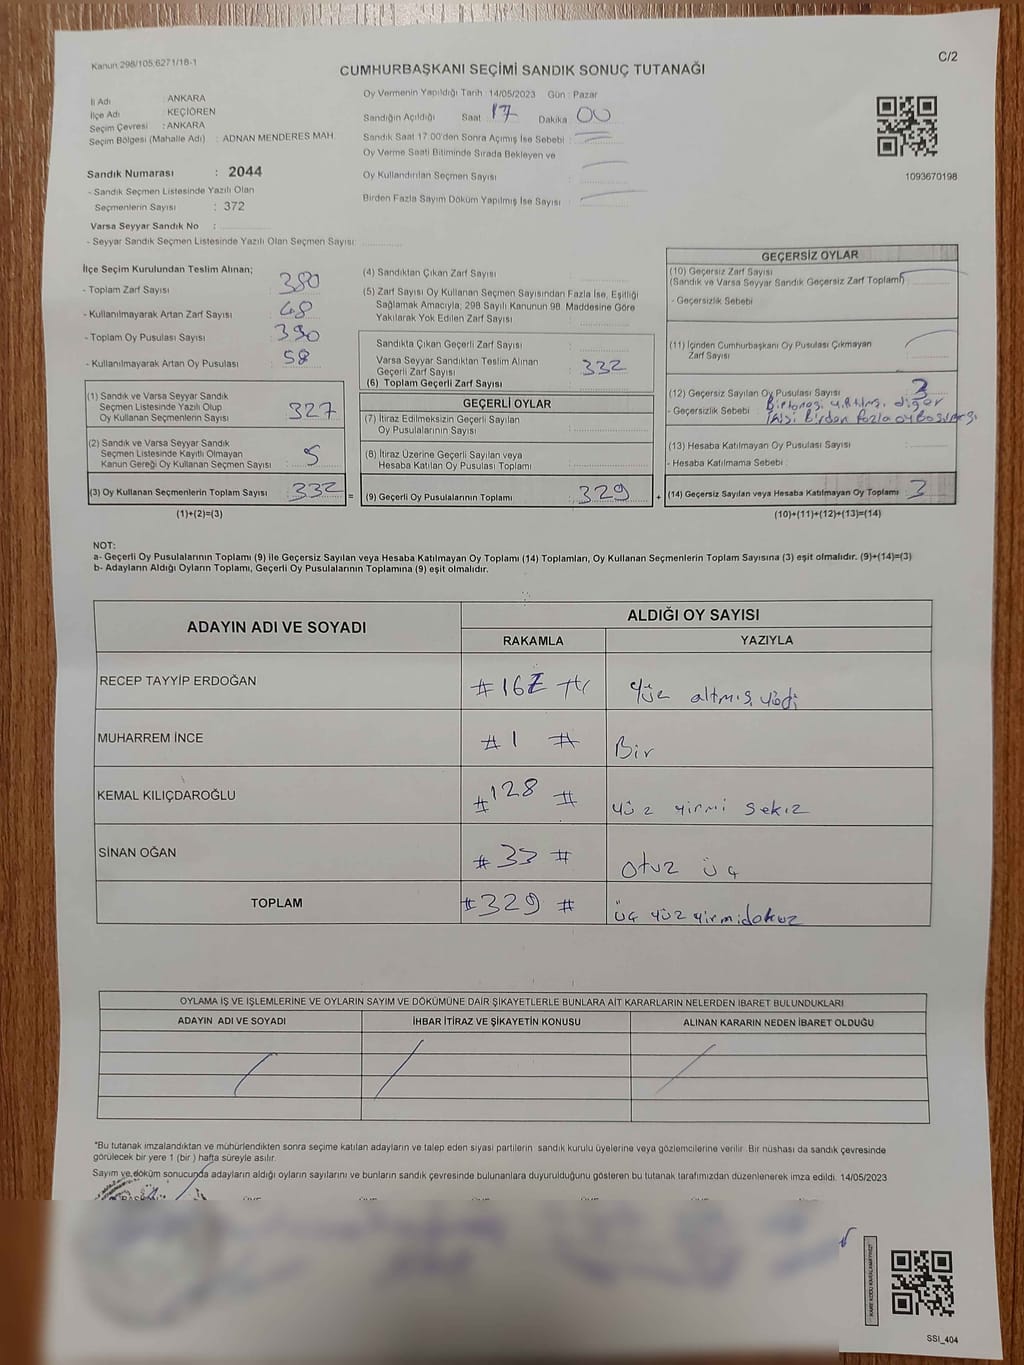 Kanun:298/105;6271/18-1
C/2
CUMHURBAŞKANI SEÇİMİ SANDIK SONUÇ TUTANAĞI
İl Adı : ANKARA
İlçe Adı : KEÇİÖREN
Seçim Çevresi : ANKARA
Seçim Bölgesi (Mahalle Adı) : ADNAN MENDERES MAH.
Oy Vermenin Yapıldığı Tarih : 14/05/2023 Gün : Pazar
Sandığın Açıldığı Saat : 17 Dakika : 00
Sandık Saat 17:00'den Sonra Açımış İse Sebebi :
Oy Verme Saati Bitiminde Sırada Bekleyen ve
Oy Kullandırılan Seçmen Sayısı :
Birden Fazla Sayım Döküm Yapılmış İse Sayısı :
1093670198
Sandık Numarası : 2044
- Sandık Seçmen Listesinde Yazılı Olan
Seçmenlerin Sayısı : 372
Varsa Seyyar Sandık No :
- Seyyar Sandık Seçmen Listesinde Yazılı Olan Seçmen Sayısı:
İlçe Seçim Kurulundan Teslim Alınan;
- Toplam Zarf Sayısı : 380
- Kullanılmayarak Artan Zarf Sayısı : 48
- Toplam Oy Pusulası Sayısı : 390
- Kullanılmayarak Artan Oy Pusulası : 58
(1) Sandık ve Varsa Seyyar Sandık
Seçmen Listesinde Yazılı Olup
Oy Kullanan Seçmenlerin Sayısı : 327
(2) Sandık ve Varsa Seyyar Sandık
Seçmen Listesinde Kayıtlı Olmayan
Kanun Gereği Oy Kullanan Seçmen Sayısı : 5
(3) Oy Kullanan Seçmenlerin Toplam Sayısı : 332 =
(1)+(2)=(3)
(4) Sandıktan Çıkan Zarf Sayısı :
(5) Zarf Sayısı Oy Kullanan Seçmen Sayısından Fazla İse, Eşitliği
Sağlamak Amacıyla; 298 Sayılı Kanunun 98. Maddesine Göre
Yakılarak Yok Edilen Zarf Sayısı :
Sandıkta Çıkan Geçerli Zarf Sayısı :
Varsa Seyyar Sandıktan Teslim Alınan
Geçerli Zarf Sayısı : 332
(6) Toplam Geçerli Zarf Sayısı :
GEÇERLİ OYLAR
(7) İtiraz Edilmeksizin Geçerli Sayılan
Oy Pusulalarının Sayısı :
(8) İtiraz Üzerine Geçerli Sayılan veya
Hesaba Katılan Oy Pusulası Toplamı :
(9) Geçerli Oy Pusulalarının Toplamı : 329 +
GEÇERSİZ OYLAR
(10) Geçersiz Zarf Sayısı
(Sandık ve Varsa Seyyar Sandık Geçersiz Zarf Toplamı) :
- Geçersizlik Sebebi :
(11) İçinden Cumhurbaşkanı Oy Pusulası Çıkmayan
Zarf Sayısı :
(12) Geçersiz Sayılan Oy Pusulası Sayısı : 3
- Geçersizlik Sebebi : Bir tanesi yırtılmış diğer
ikisi Birden fazla oy
(13) Hesaba Katılmayan Oy Pusulası Sayısı :
- Hesaba Katılmama Sebebi :
(14) Geçersiz Sayılan veya Hesaba Katılmayan Oy Toplamı : 3
(10)+(11)+(12)+(13)=(14)
NOT:
a- Geçerli Oy Pusulalarının Toplamı (9) ile Geçersiz Sayılan veya Hesaba Katılmayan Oy Toplamı (14) Toplamları, Oy Kullanan Seçmenlerin Toplam Sayısına (3) eşit olmalıdır. (9)+(14)=(3)
b- Adayların Aldığı Oyların Toplamı, Geçerli Oy Pusulalarının Toplamına (9) eşit olmalıdır.
ADAYIN ADI VE SOYADI
ALDIĞI OY SAYISI
RAKAMLA YAZIYLA
RECEP TAYYİP ERDOĞAN # 167 # yüz altmış yedi
MUHARREM İNCE # 1 # Bir
KEMAL KILIÇDAROĞLU # 128 # yüz yirmi sekiz
SİNAN OĞAN # 33 # otuz üç
TOPLAM # 329 # üç yüz yirmi dokuz
OYLAMA İŞ VE İŞLEMLERİNE VE OYLARIN SAYIM VE DÖKÜMÜNE DAİR ŞİKAYETLERLE BUNLARA AİT KARARLARIN NELERDEN İBARET BULUNDUKLARI
ADAYIN ADI VE SOYADI İHBAR İTİRAZ VE ŞİKAYETİN KONUSU ALINAN KARARIN NEDEN İBARET OLDUĞU
*Bu tutanak imzalandıktan ve mühürlendikten sonra seçime katılan adayların ve talep eden siyasi partilerin sandık kurulu üyelerine veya gözlemcilerine verilir. Bir nüshası da sandık çevresinde
görülecek bir yere 1 (bir ) hafta süreyle asılır.
Sayım ve döküm sonucunda adayların aldığı oyların sayılarını ve bunların sandık çevresinde bulunanlara duyurulduğunu gösteren bu tutanak tarafımızdan düzenlenerek imza edildi. 14/05/2023
SSI_404